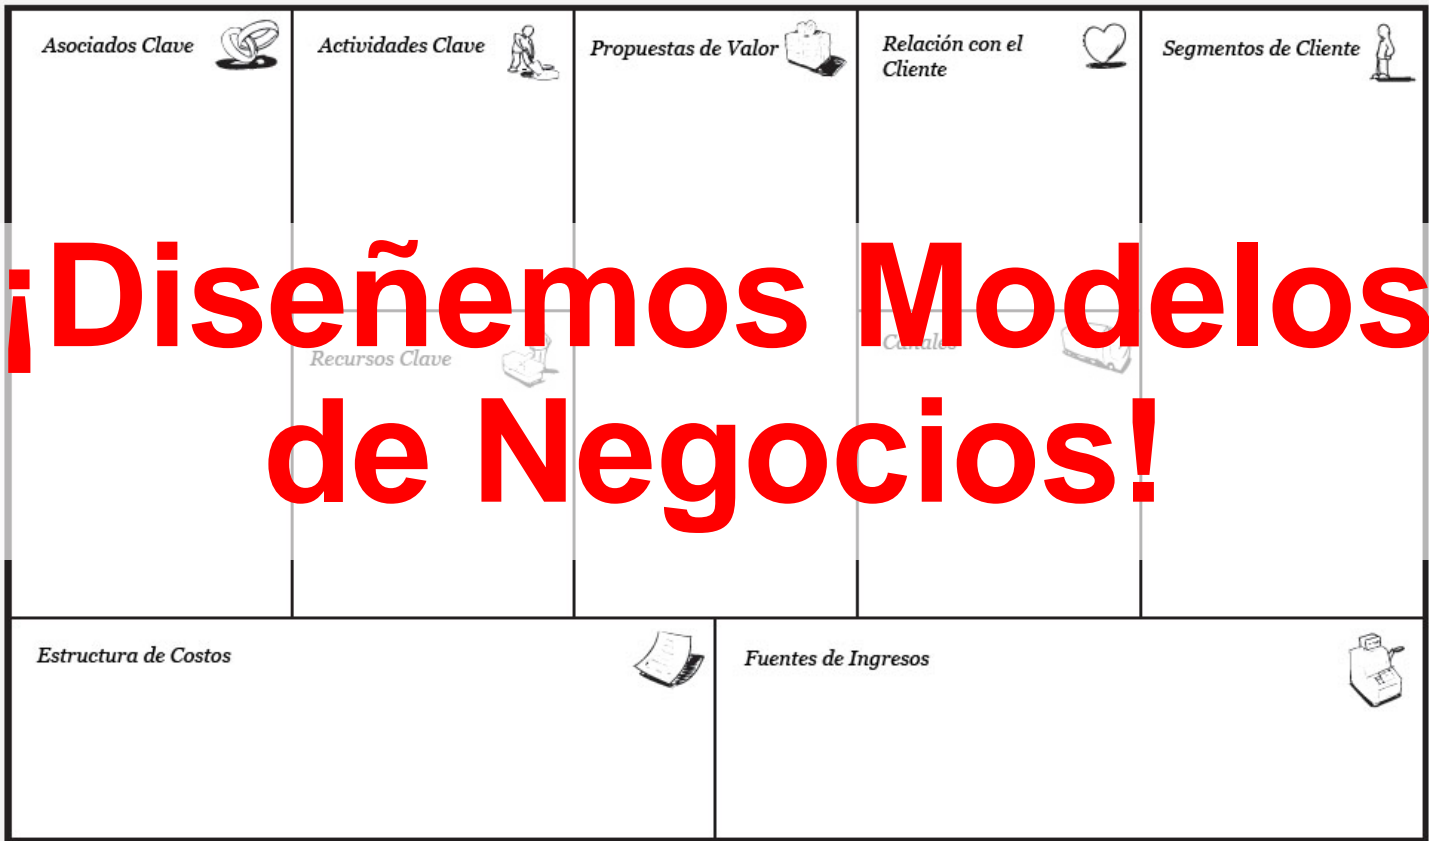 Asociados Clave
Actividades Clave
Propuestas de Valor
Relación con el
Cliente
Segmentos de Cliente
¡Diseñemos Modelos
Recursos Clave
Canales
de Negocios!
Estructura de Costos
Fuentes de Ingresos